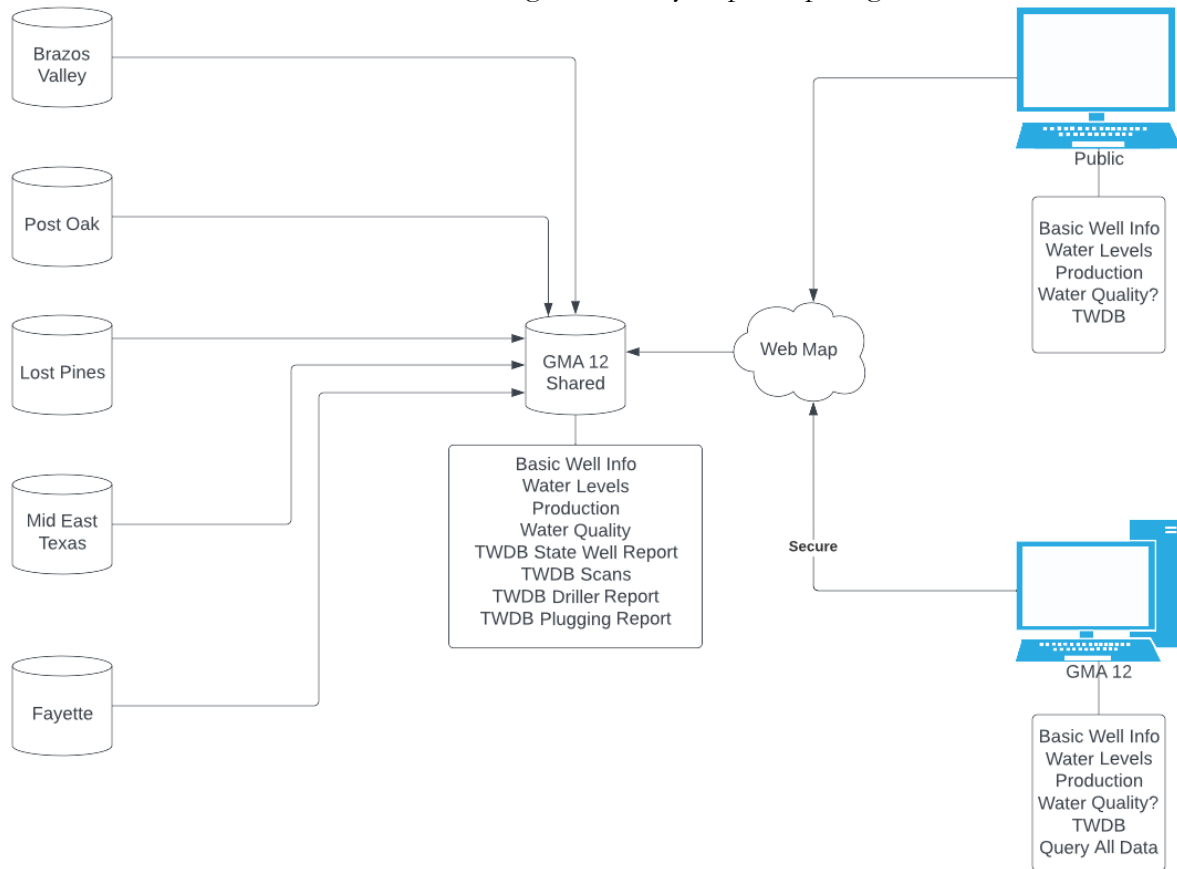 Brazos
Valley
Post Oak
Lost Pines
Mid East
Texas
Fayette
GMA 12
Shared
Basic Well Info
Water Levels
Production
Water Quality
TWDB State Well Report
TWDB Scans
TWDB Driller Report
TWDB Plugging Report
Web Map
Secure
Public
Basic Well Info
Water Levels
Production
Water Quality?
TWDB
GMA 12
Basic Well Info
Water Levels
Production
Water Quality?
TWDB
Query All Data